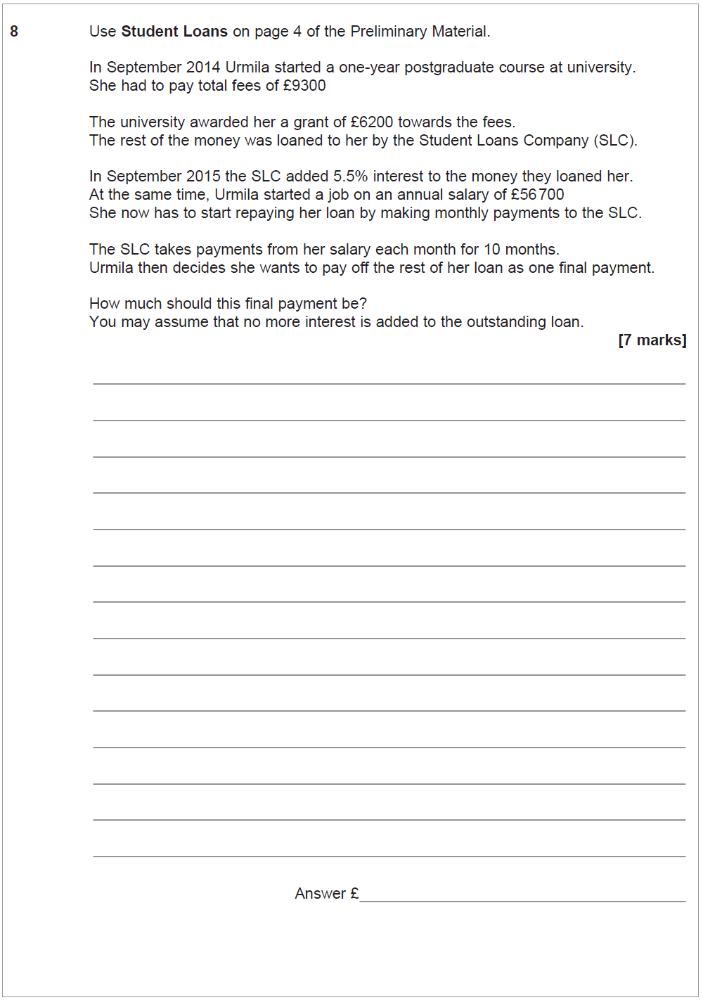 8 Use Student Loans on page 4 of the Preliminary Material.
In September 2014 Urmila started a one-year postgraduate course at university.
She had to pay total fees of £9300
The university awarded her a grant of £6200 towards the fees.
The rest of the money was loaned to her by the Student Loans Company (SLC).
In September 2015 the SLC added 5.5% interest to the money they loaned her.
At the same time, Urmila started a job on an annual salary of £56 700
She now has to start repaying her loan by making monthly payments to the SLC.
The SLC takes payments from her salary each month for 10 months.
Urmila then decides she wants to pay off the rest of her loan as one final payment.
How much should this final payment be?
You may assume that no more interest is added to the outstanding loan.
[7 marks]
Answer £